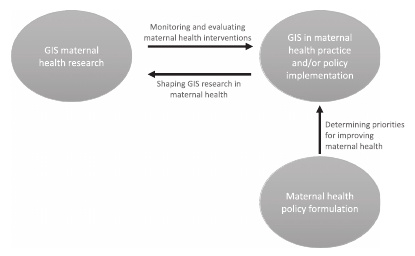 Monitoring and evaluating
maternal health interventions
GIS maternal
health research
GIS in maternal
health practice
and/or policy
implementation
Shaping GIS research in
maternal health
Determining priorities
for improving
maternal health
Maternal health
policy formulation